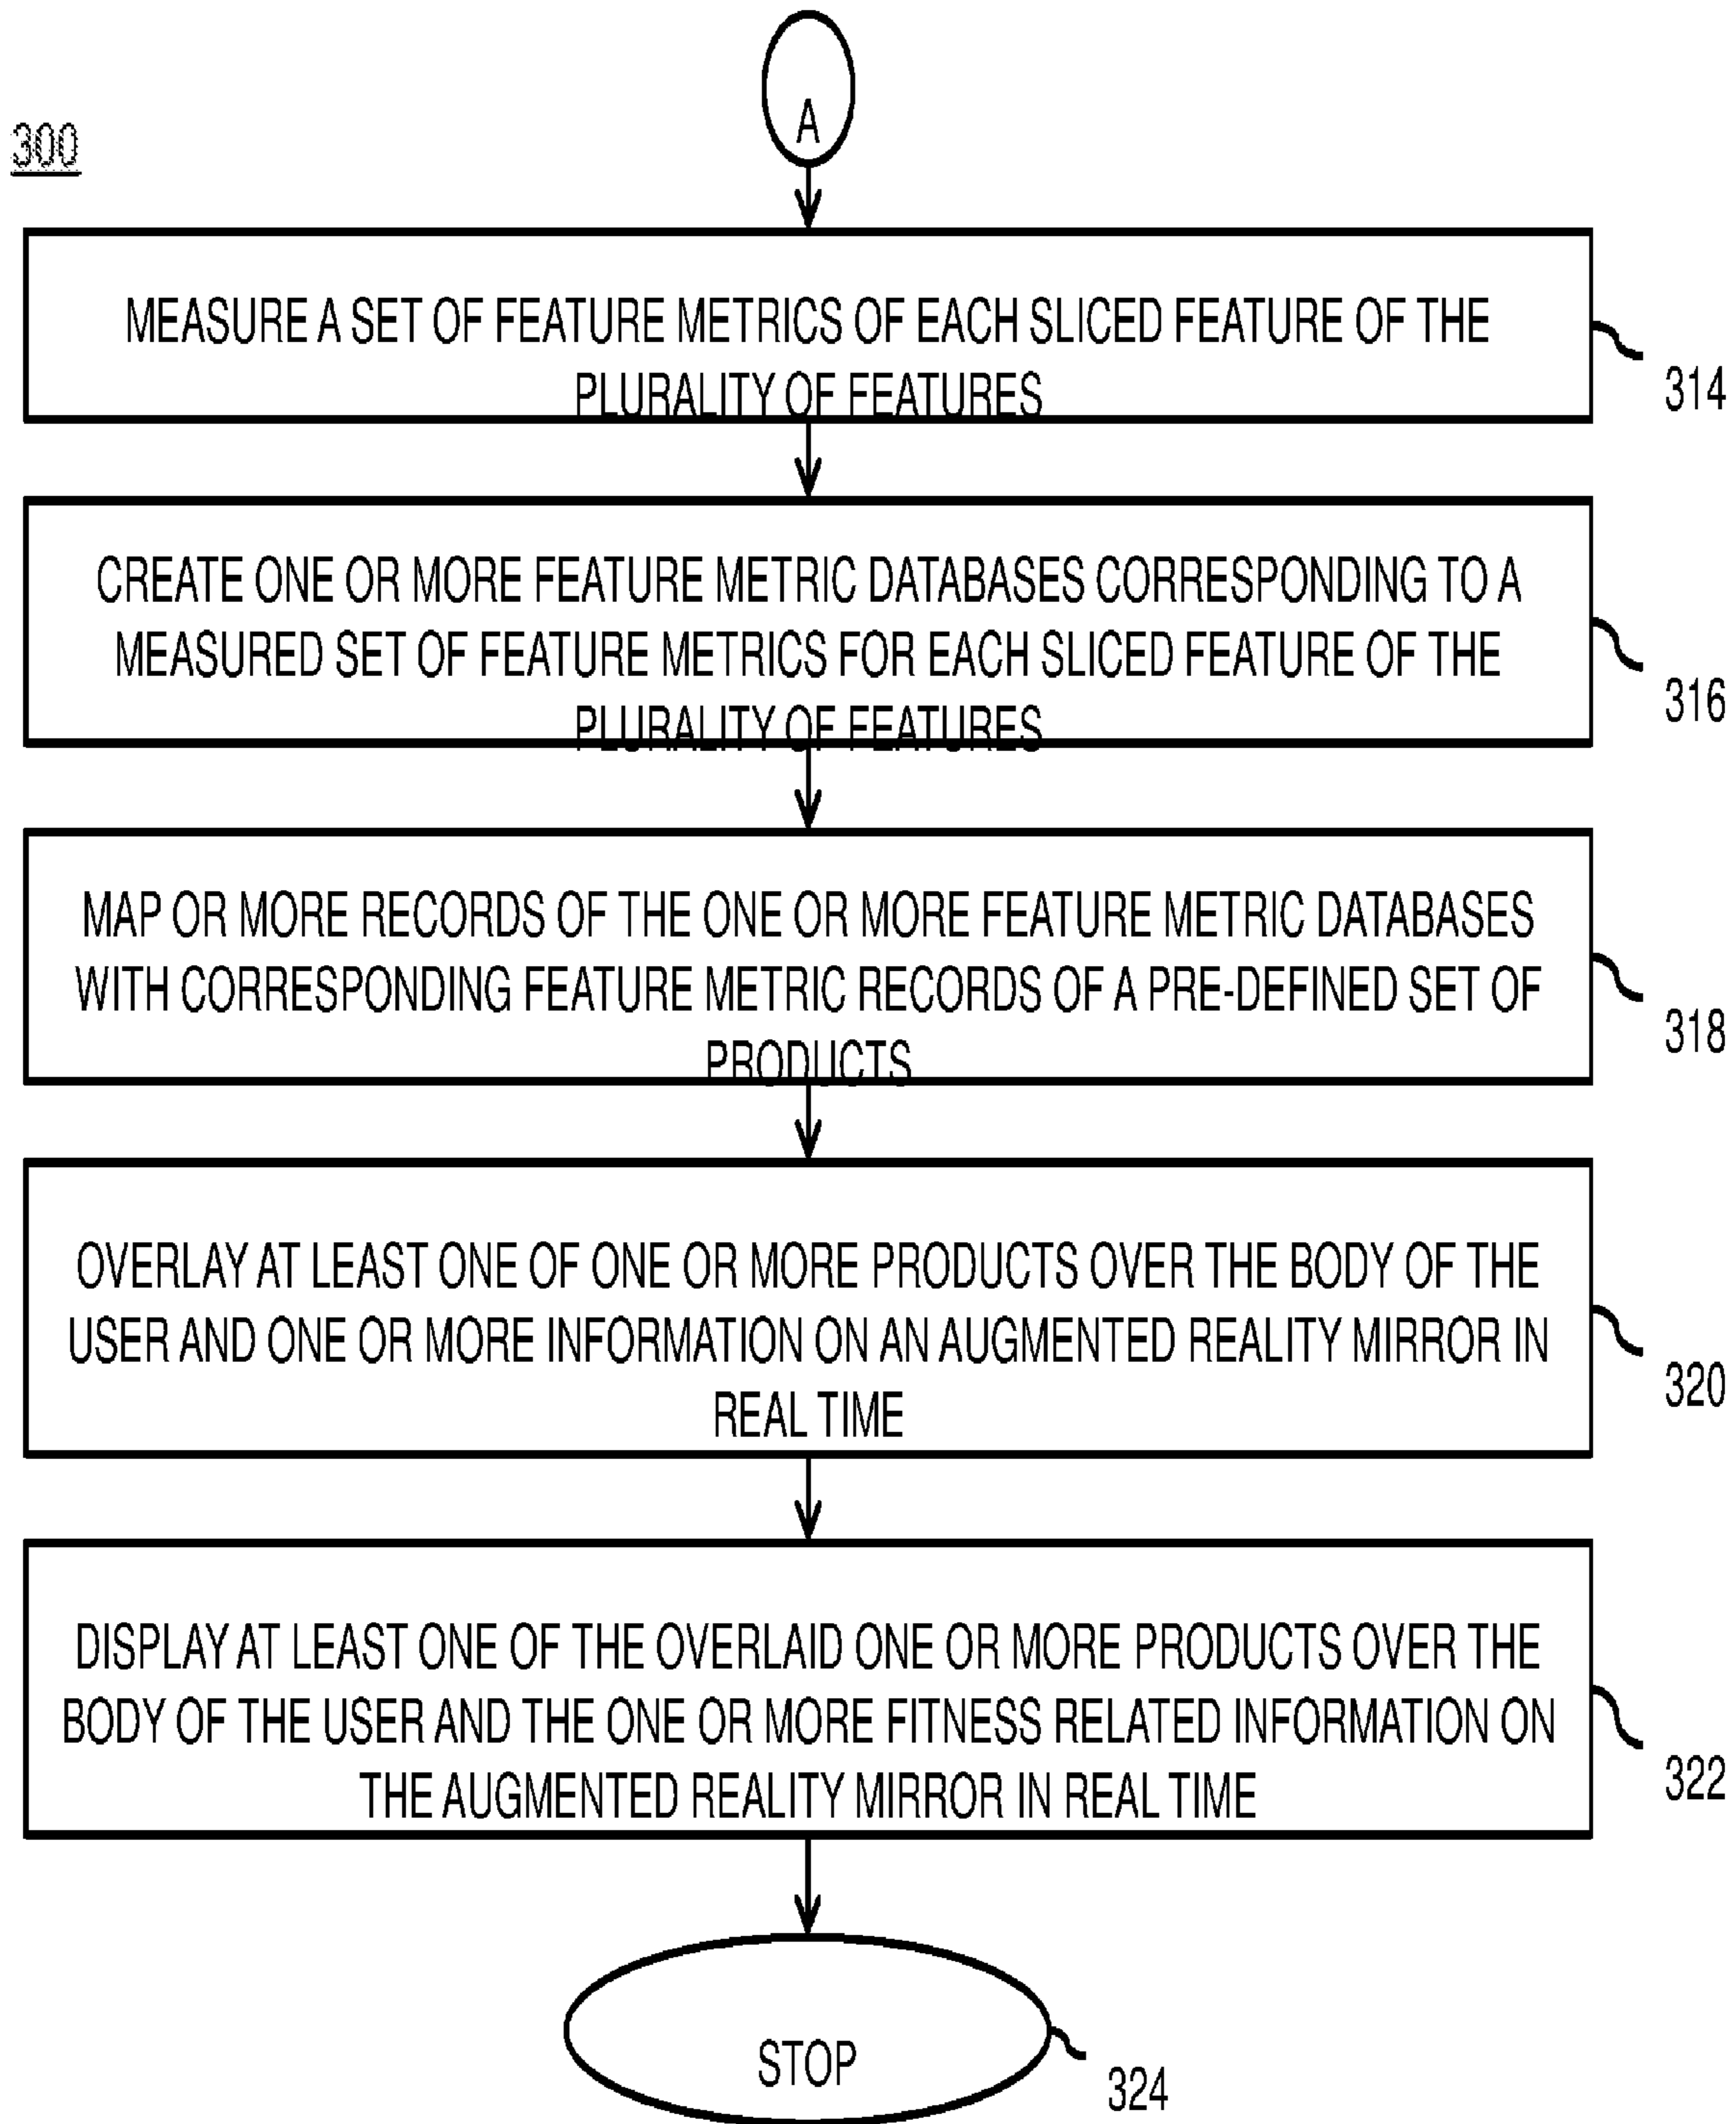 A
300
MEASURE A SET OF FEATURE METRICS OF EACH SLICED FEATURE OF THE
PLURALITY OF FEATURES
314
CREATE ONE OR MORE FEATURE METRIC DATABASES CORRESPONDING TO A
MEASURED SET OF FEATURE METRICS FOR EACH SLICED FEATURE OF THE
PLURALITY OF FEATURES
316
MAP OR MORE RECORDS OF THE ONE OR MORE FEATURE METRIC DATABASES
WITH CORRESPONDING FEATURE METRIC RECORDS OF A PRE-DEFINED SET OF
PRODUCTS
318
OVERLAY AT LEAST ONE OF ONE OR MORE PRODUCTS OVER THE BODY OF THE
USER AND ONE OR MORE INFORMATION ON AN AUGMENTED REALITY MIRROR IN
REAL TIME
320
DISPLAY AT LEAST ONE OF THE OVERLAID ONE OR MORE PRODUCTS OVER THE
BODY OF THE USER AND THE ONE OR MORE FITNESS RELATED INFORMATION ON
THE AUGMENTED REALITY MIRROR IN REAL TIME
322
STOP
324